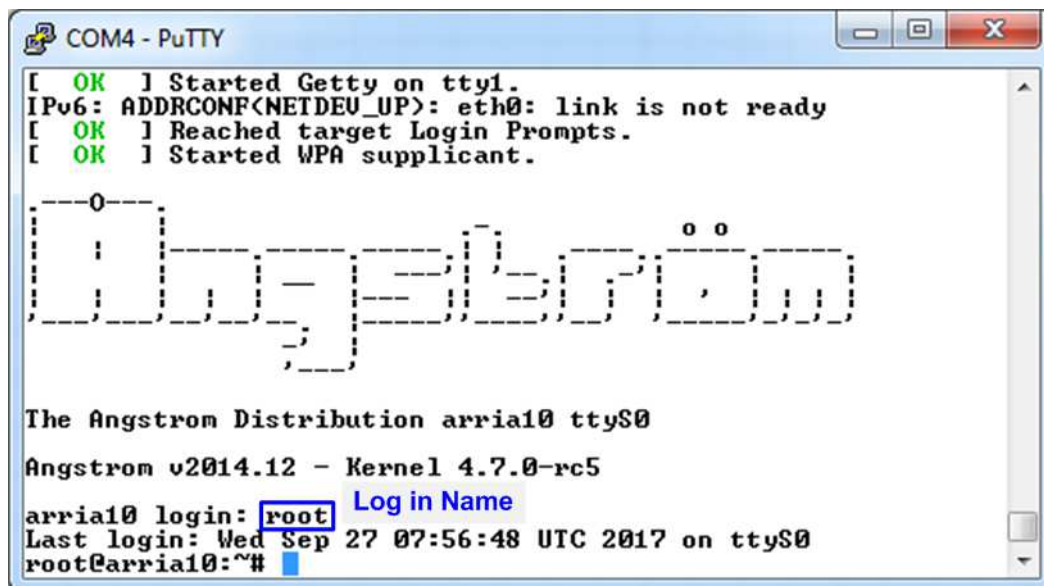 COM4 - PuTTY
[  OK  ] Started Getty on tty1.
IPv6: ADDRCONF(NETDEV_UP): eth0: link is not ready
[  OK  ] Reached target Login Prompts.
[  OK  ] Started WPA supplicant.
Ångström
The Angstrom Distribution arria10 ttyS0
Angstrom v2014.12 - Kernel 4.7.0-rc5
Log in Name
arria10 login: root
Last login: Wed Sep 27 07:56:48 UTC 2017 on ttyS0
root@arria10:~#